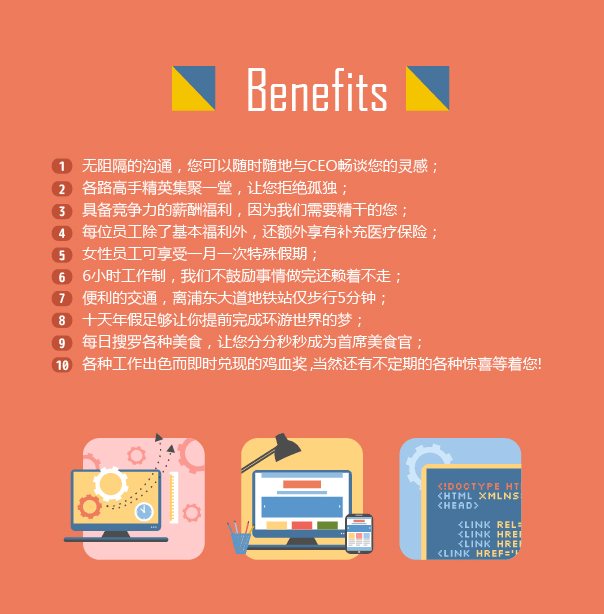 Benefits
1 无阻隔的沟通，您可以随时随地与CEO畅谈您的灵感；
2 各路高手精英集聚一堂，让您拒绝孤独；
3 具备竞争力的薪酬福利，因为我们需要精干的您；
4 每位员工除了基本福利外，还额外享有补充医疗保险；
5 女性员工可享受一月一次特殊假期；
6 6小时工作制，我们不鼓励事情做完还赖着不走；
7 便利的交通，离浦东大道地铁站仅步行5分钟；
8 十天年假足够让你提前完成环游世界的梦；
9 每日搜罗各种美食，让您分分秒秒成为首席美食官；
10 各种工作出色而即时兑现的鸡血奖,当然还有不定期的各种惊喜等着您!
<!DOCTYPE HT
<HTML XMLNS
<HEAD>
<LINK REL=
<LINK HRE
<LINK HRE
<LINK HREF="